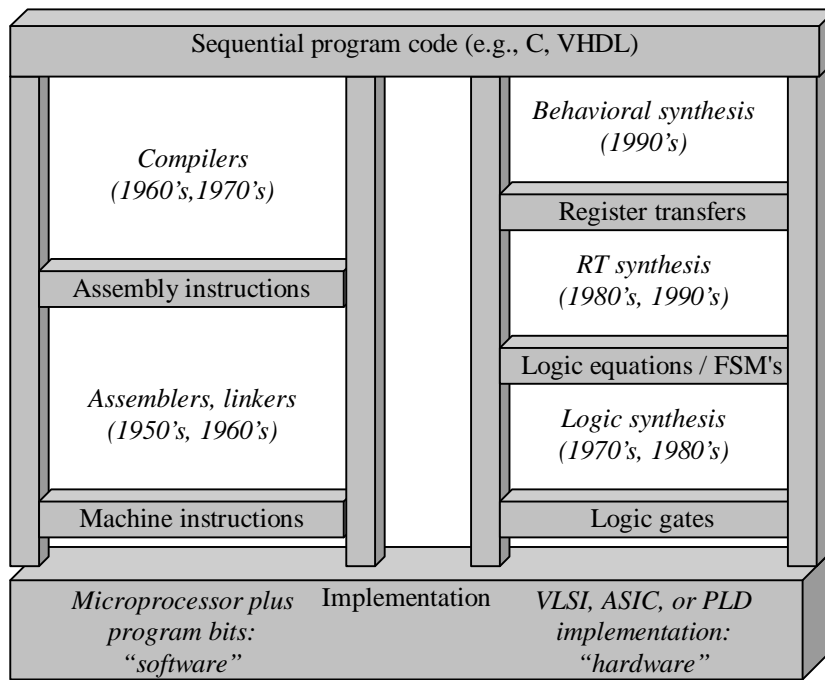 Sequential program code (e.g., C, VHDL)
Compilers
(1960’s,1970’s)
Assembly instructions
Assemblers, linkers
(1950’s, 1960’s)
Machine instructions
Behavioral synthesis
(1990’s)
Register transfers
RT synthesis
(1980’s, 1990’s)
Logic equations / FSM's
Logic synthesis
(1970’s, 1980’s)
Logic gates
Microprocessor plus
program bits:
“software”
Implementation
VLSI, ASIC, or PLD
implementation:
“hardware”